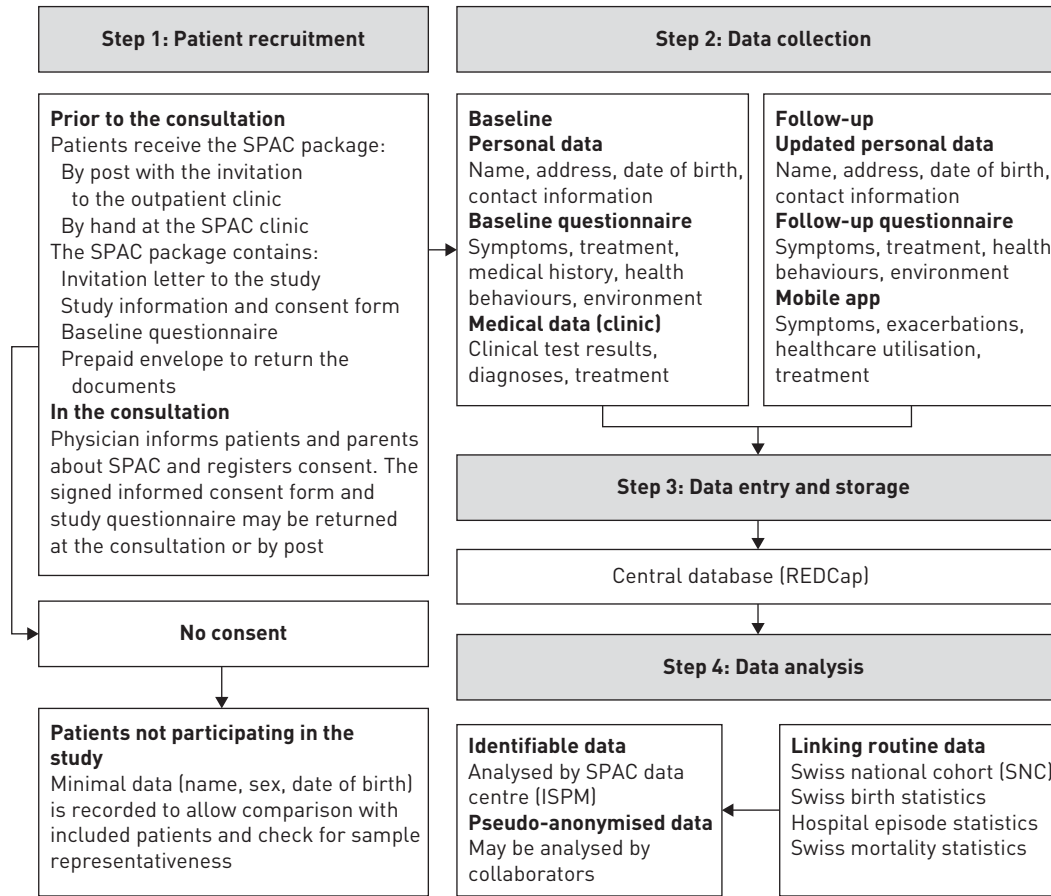 Step 1: Patient recruitment
Prior to the consultation
Patients receive the SPAC package:
By post with the invitation
to the outpatient clinic
By hand at the SPAC clinic
The SPAC package contains:
Invitation letter to the study
Study information and consent form
Baseline questionnaire
Prepaid envelope to return the
documents
In the consultation
Physician informs patients and parents
about SPAC and registers consent. The
signed informed consent form and
study questionnaire may be returned
at the consultation or by post
No consent
Patients not participating in the
study
Minimal data (name, sex, date of birth)
is recorded to allow comparison with
included patients and check for sample
representativeness
Step 2: Data collection
Baseline
Personal data
Name, address, date of birth,
contact information
Baseline questionnaire
Symptoms, treatment,
medical history, health
behaviours, environment
Medical data (clinic)
Clinical test results,
diagnoses, treatment
Follow-up
Updated personal data
Name, address, date of birth,
contact information
Follow-up questionnaire
Symptoms, treatment, health
behaviours, environment
Mobile app
Symptoms, exacerbations,
healthcare utilisation,
treatment
Step 3: Data entry and storage
Central database (REDCap)
Step 4: Data analysis
Identifiable data
Analysed by SPAC data
centre (ISPM)
Pseudo-anonymised data
May be analysed by
collaborators
Linking routine data
Swiss national cohort (SNC)
Swiss birth statistics
Hospital episode statistics
Swiss mortality statistics